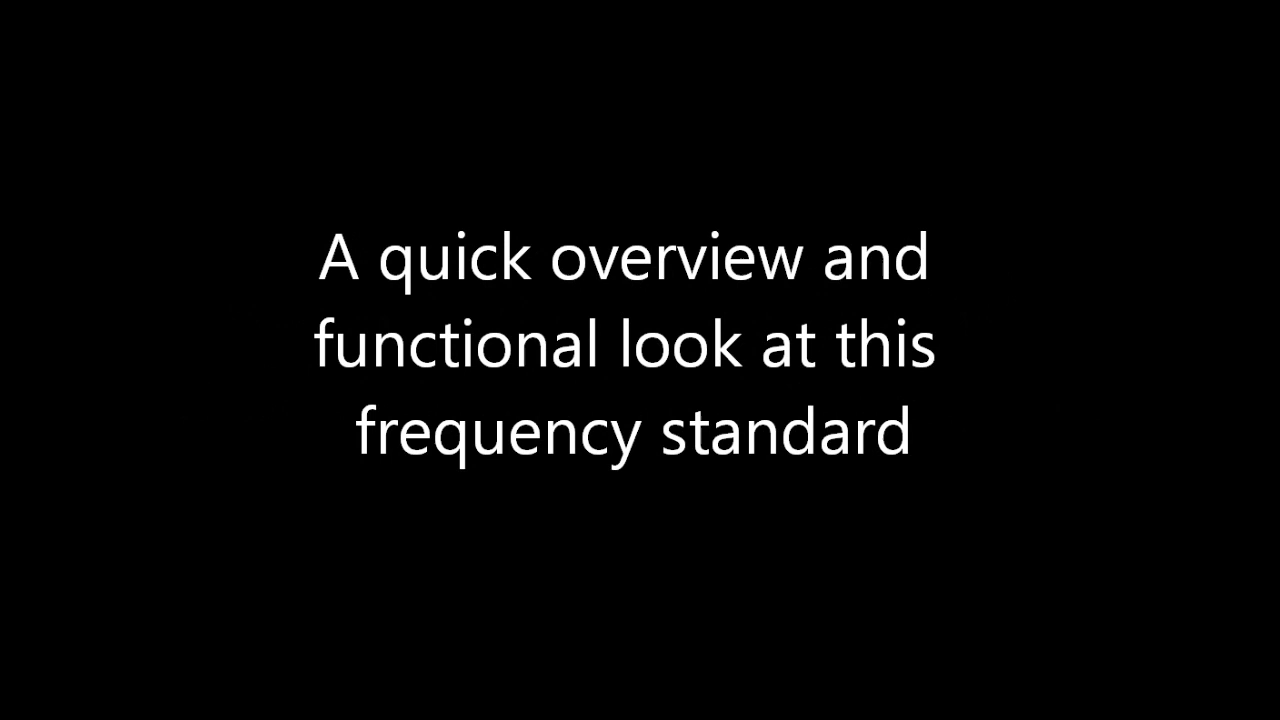 A quick overview and
functional look at this
frequency standard